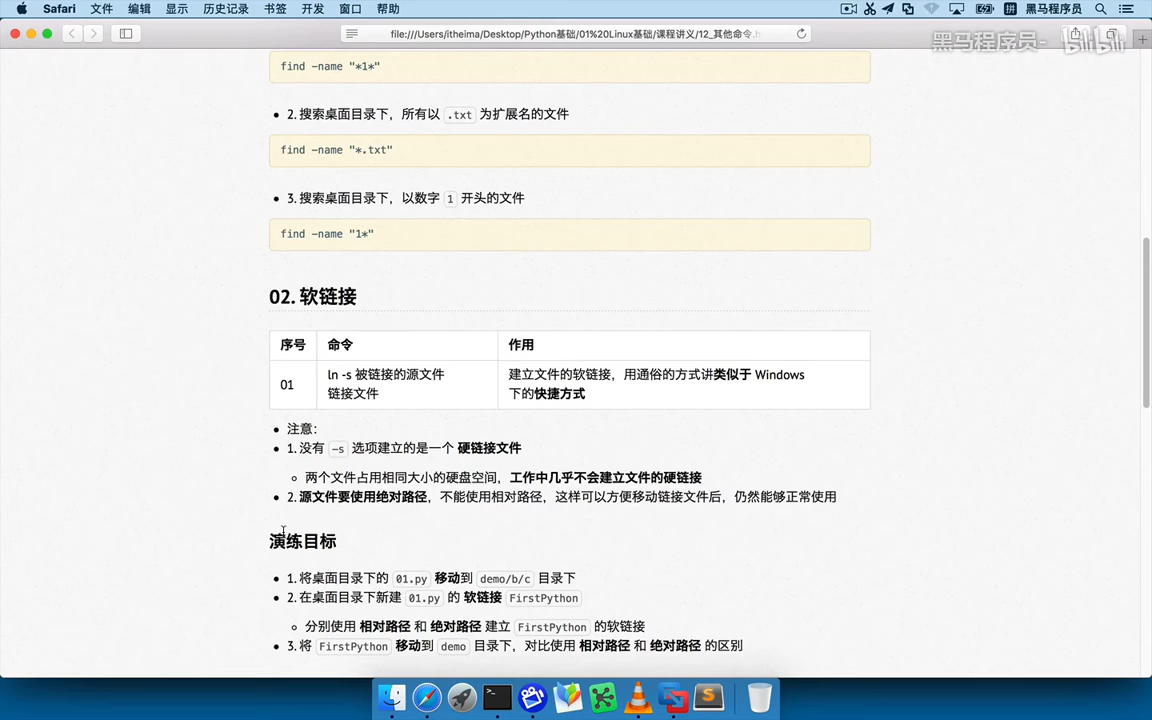 Safari 文件 编辑 显示 历史记录 书签 开发 窗口 帮助 黑马程序员
file:///Users/itheima/Desktop/Python基础/01%20Linux基础/课程讲义/12_其他命令.h
黑马程序员- bilibili
find -name "*1*"
2. 搜索桌面目录下，所有以 .txt 为扩展名的文件
find -name "*.txt"
3. 搜索桌面目录下，以数字 1 开头的文件
find -name "1*"
02. 软链接
序号 命令 作用
01 ln -s 被链接的源文件 建立文件的软链接，用通俗的方式讲类似于 Windows
链接文件 下的快捷方式
注意：
1. 没有 -s 选项建立的是一个 硬链接文件
两个文件占用相同大小的硬盘空间，工作中几乎不会建立文件的硬链接
2. 源文件要使用绝对路径，不能使用相对路径，这样可以方便移动链接文件后，仍然能够正常使用
演练目标
1. 将桌面目录下的 01.py 移动到 demo/b/c 目录下
2. 在桌面目录下新建 01.py 的 软链接 FirstPython
分别使用 相对路径 和 绝对路径 建立 FirstPython 的软链接
3. 将 FirstPython 移动到 demo 目录下，对比使用 相对路径 和 绝对路径 的区别